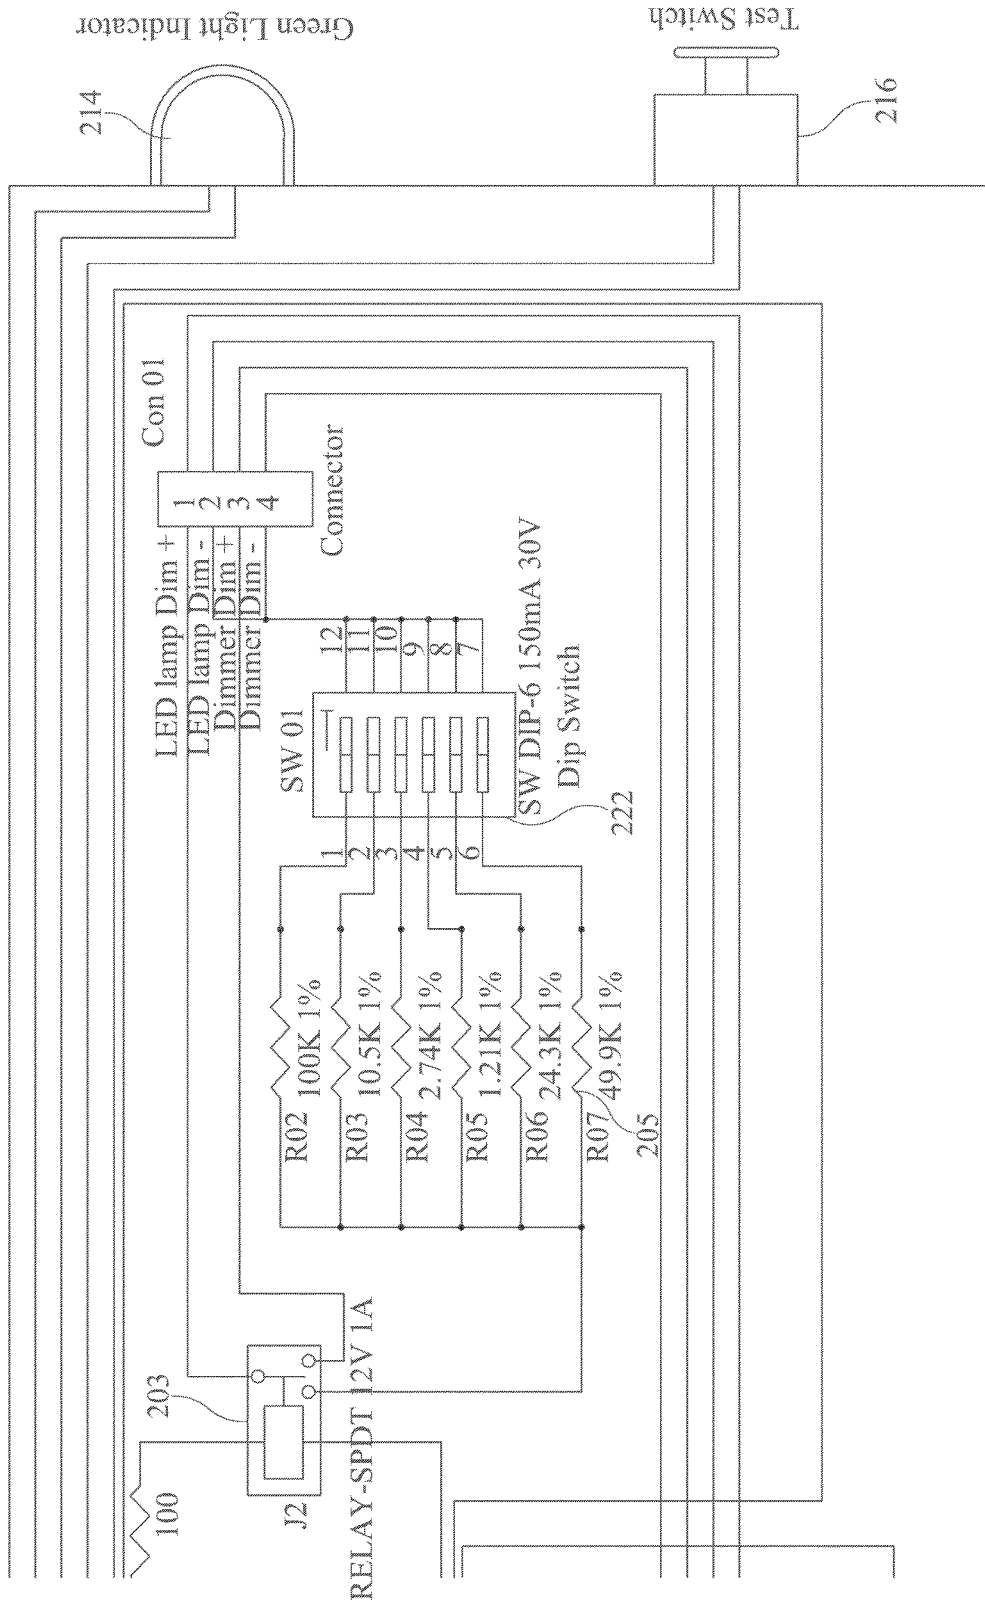 Green Light Indicator
Test Switch
214
216
Con 01
1
2
3
4
Connector
LED lamp Dim +
LED lamp Dim -
Dimmer Dim +
Dimmer Dim -
12
11
10
9
8
7
SW 01
SW DIP-6 150mA 30V
Dip Switch
222
1
2
3
4
5
6
R02
100K 1%
R03
10.5K 1%
R04
2.74K 1%
R05
1.21K 1%
R06
24.3K 1%
R07
49.9K 1%
205
203
J2
RELAY-SPDT 12V 1A
100